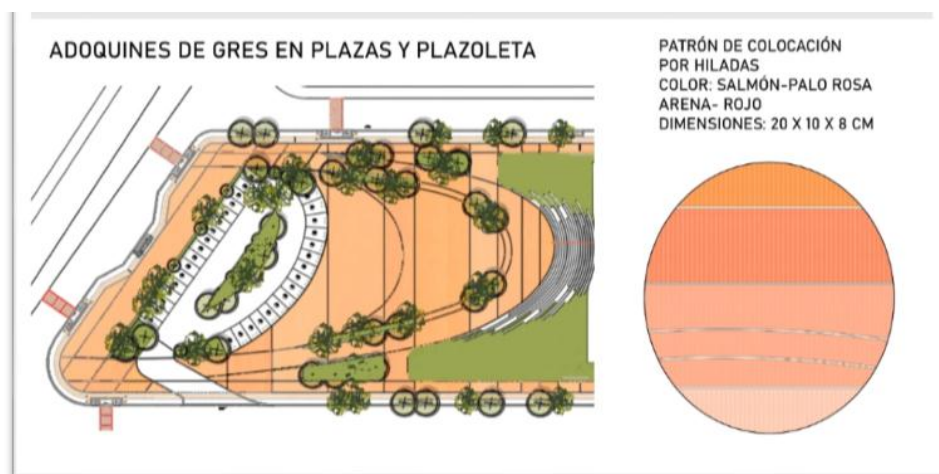 ADOQUINES DE GRES EN PLAZAS Y PLAZOLETA
PATRÓN DE COLOCACIÓN
POR HILADAS
COLOR: SALMÓN-PALO ROSA
ARENA- ROJO
DIMENSIONES: 20 X 10 X 8 CM